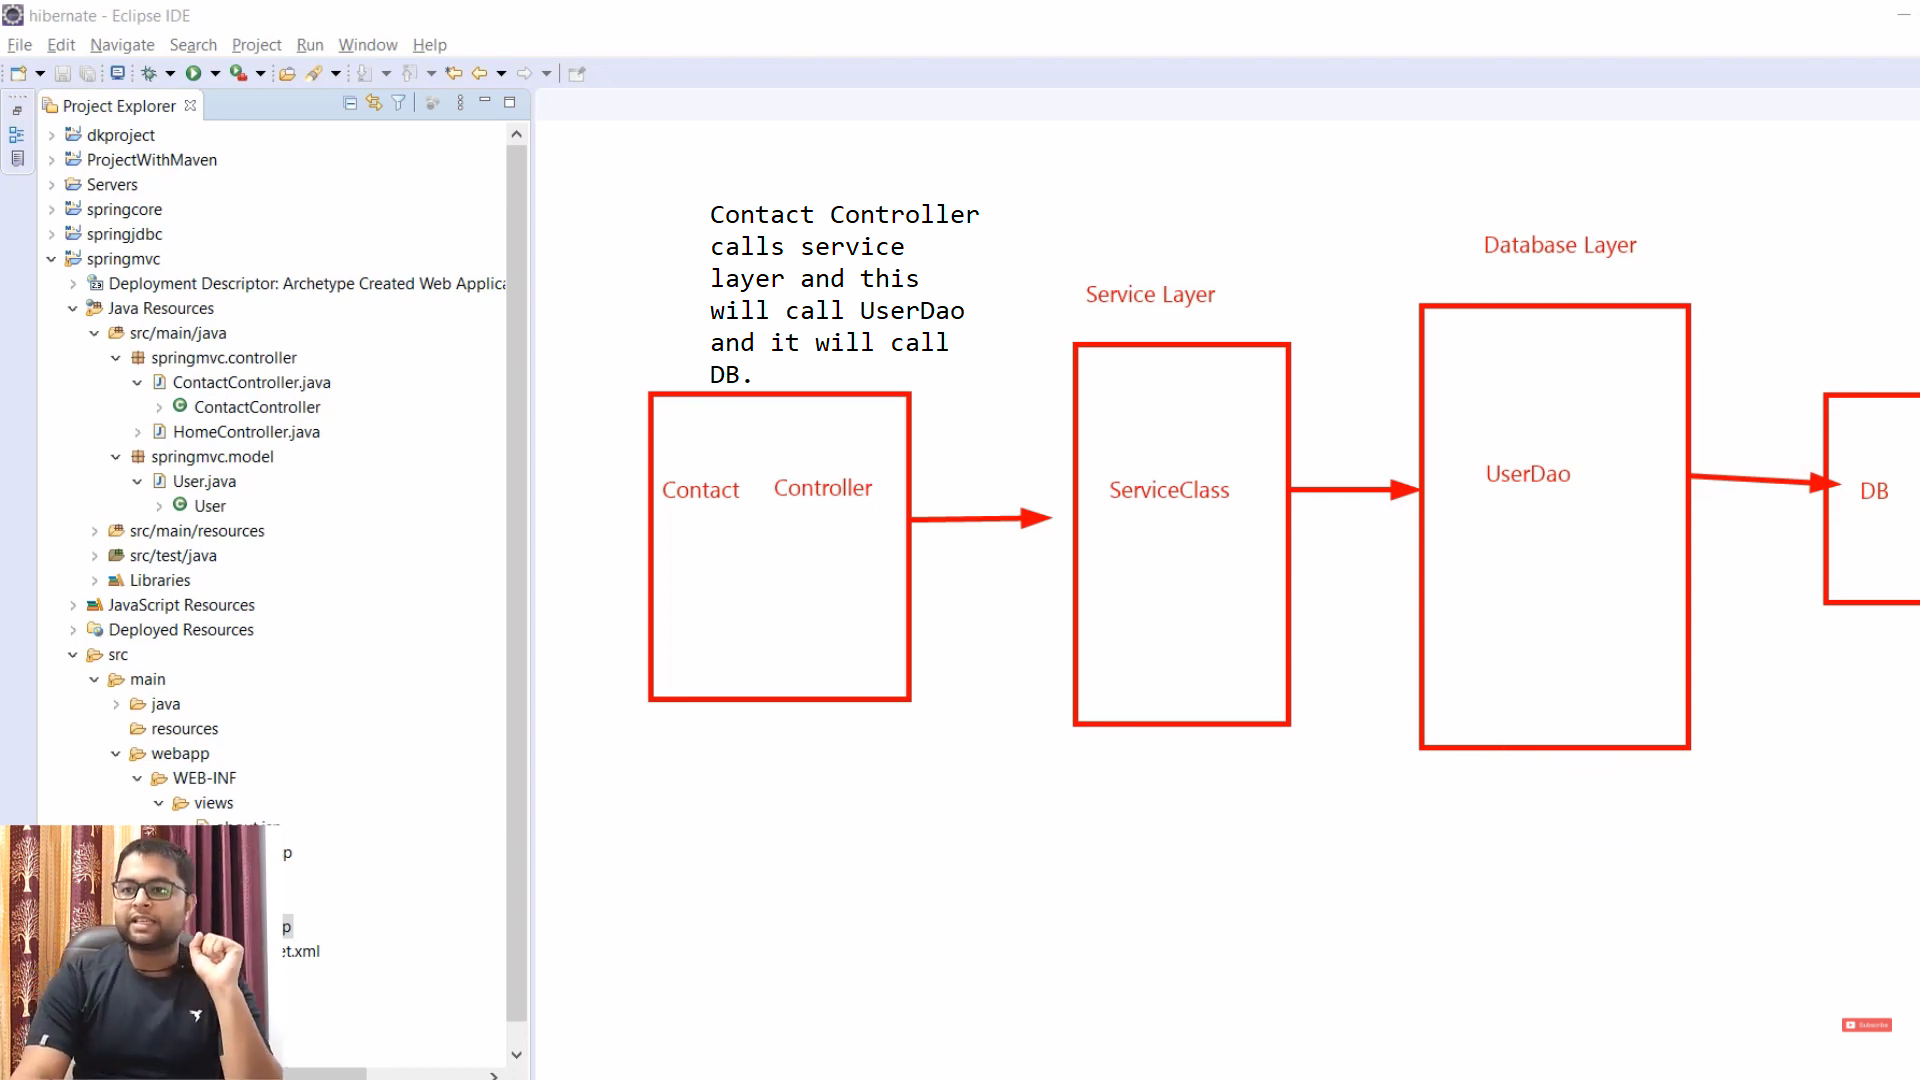 hibernate - Eclipse IDE
File Edit Navigate Search Project Run Window Help
Project Explorer
dkproject
ProjectWithMaven
Servers
springcore
springjdbc
springmvc
Deployment Descriptor: Archetype Created Web Applica
Java Resources
src/main/java
springmvc.controller
ContactController.java
ContactController
HomeController.java
springmvc.model
User.java
User
src/main/resources
src/test/java
Libraries
JavaScript Resources
Deployed Resources
src
main
java
resources
webapp
WEB-INF
views
p
p
et.xml
Contact Controller
calls service
layer and this
will call UserDao
and it will call
DB.
Contact Controller
Service Layer
ServiceClass
Database Layer
UserDao
DB
Subscribe